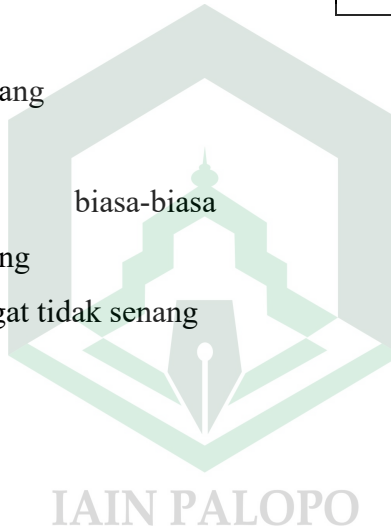 ang
biasa-biasa
ng
gat tidak senang
IAIN PALOPO